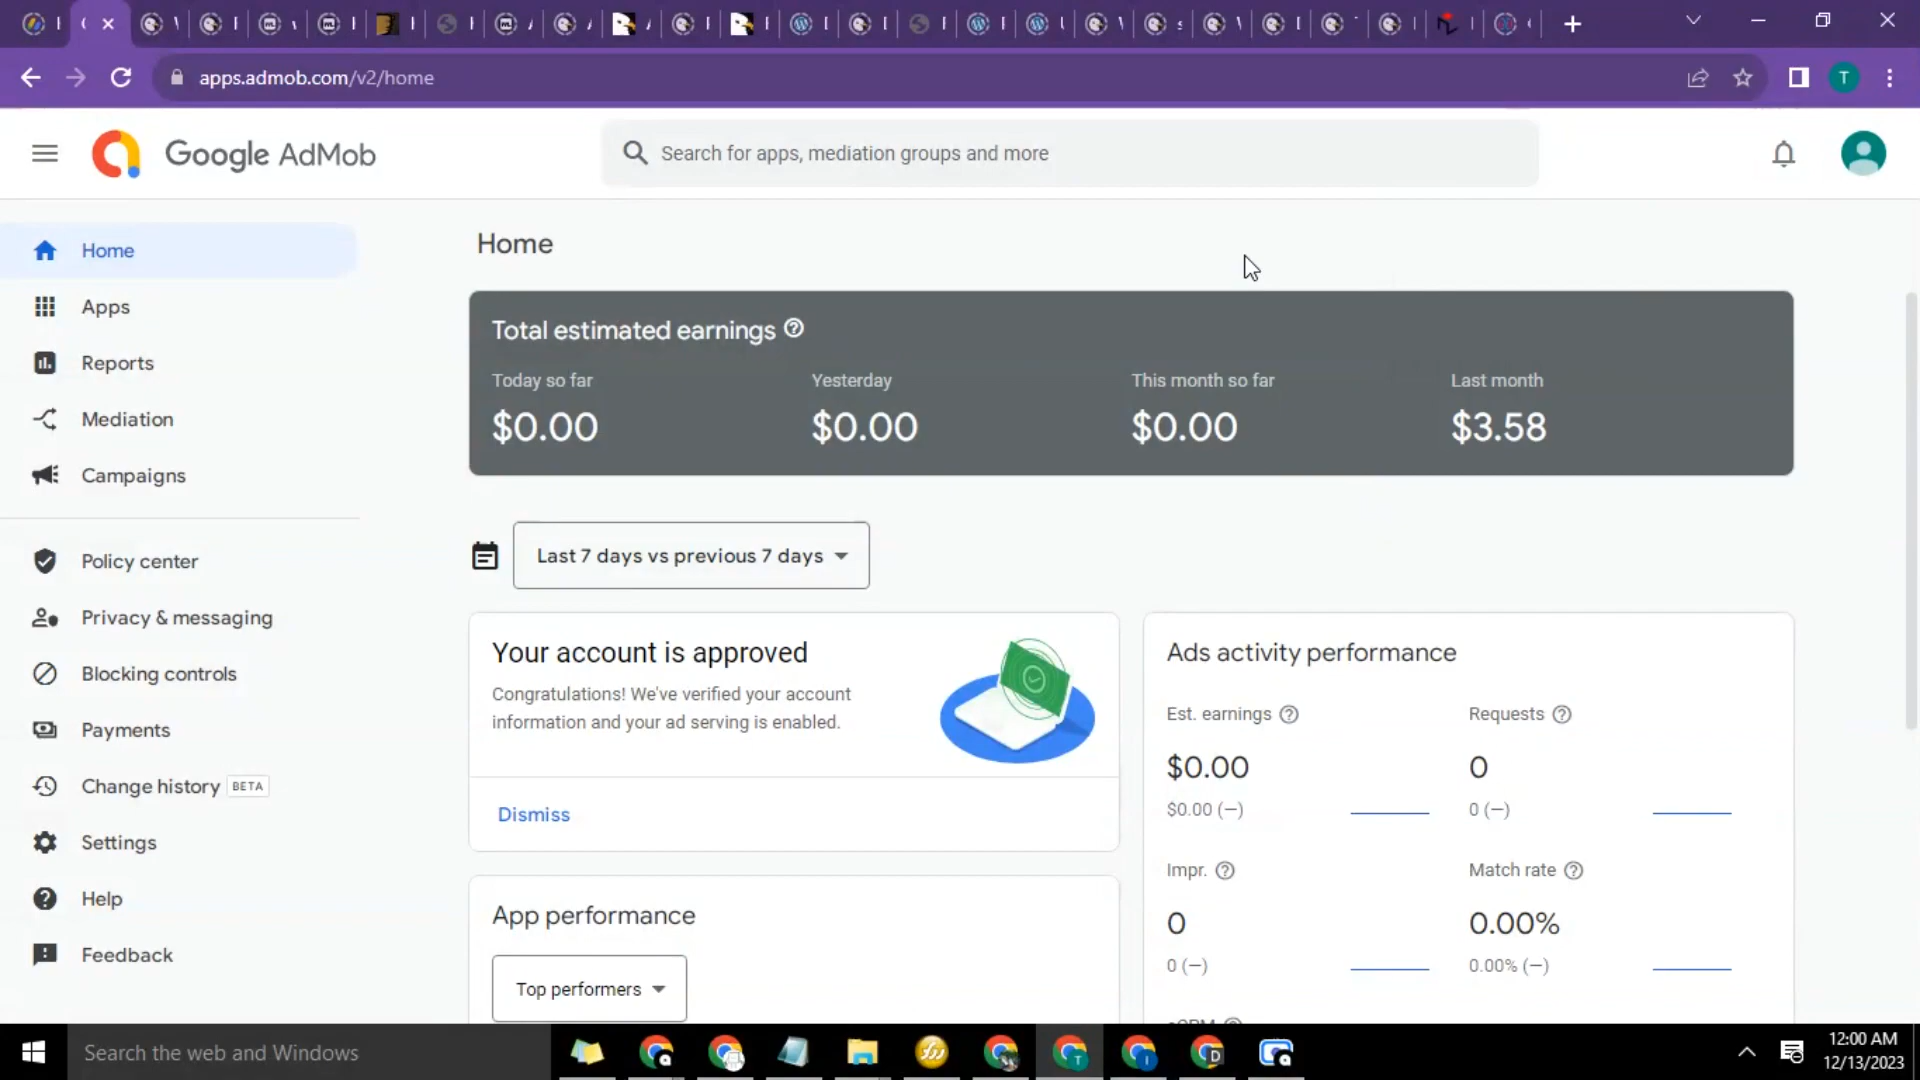 apps.admob.com/v2/home
T
Google AdMob
Search for apps, mediation groups and more
Home
Apps
Reports
Mediation
Campaigns
Policy center
Privacy & messaging
Blocking controls
Payments
Change history BETA
Settings
Help
Feedback
Home
Total estimated earnings
Today so far
Yesterday
This month so far
Last month
$0.00
$0.00
$0.00
$3.58
Last 7 days vs previous 7 days
Your account is approved
Congratulations! We've verified your account
information and your ad serving is enabled.
Dismiss
App performance
Top performers
Ads activity performance
Est. earnings
Requests
$0.00
0
$0.00 (—)
0 (—)
Impr.
Match rate
0
0.00%
0 (—)
0.00% (—)
Search the web and Windows
12:00 AM
12/13/2023